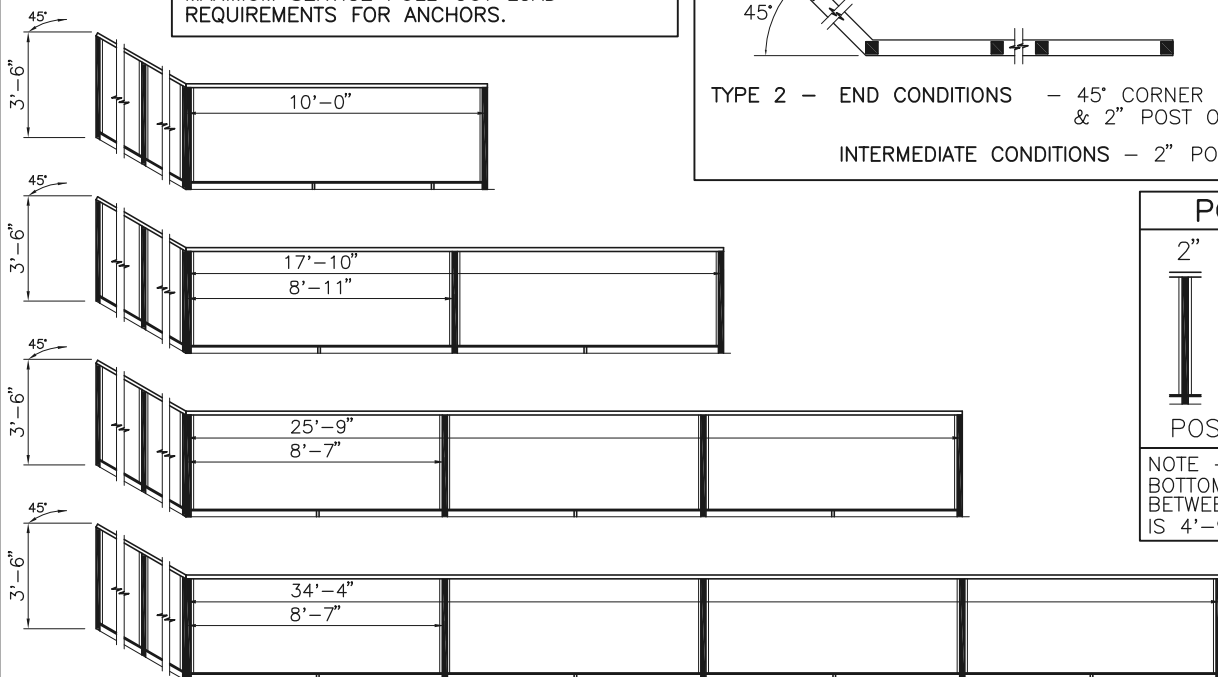 REQUIREMENTS FOR ANCHORS.
45°
TYPE 2 – END CONDITIONS – 45° CORNER
& 2" POST
INTERMEDIATE CONDITIONS – 2"
2"
NOTE –
IS
45°
3'–6"
10'–0"
45°
3'–6"
17'–10"
8'–11"
45°
3'–6"
25'–9"
8'–7"
45°
3'–6"
34'–4"
8'–7"